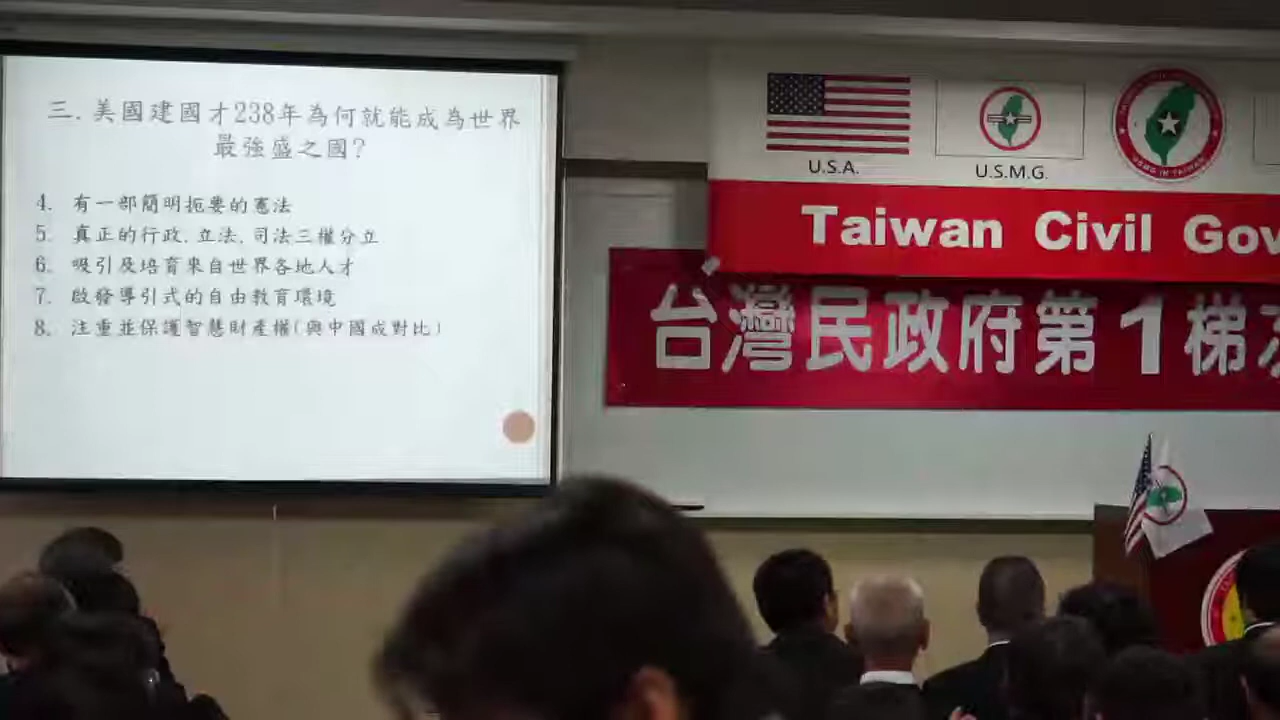 三. 美國建國才238年為何就能成為世界
最強盛之國?
4. 有一部簡明扼要的憲法
5. 真正的行政.立法.司法三權分立
6. 吸引及培育來自世界各地人才
7. 啟發導引式的自由教育環境
8. 注重並保護智慧財產權(與中國成對比)
U.S.A.
U.S.M.G.
USMG IN TAIWAN
Taiwan Civil Gov
台灣民政府第1梯